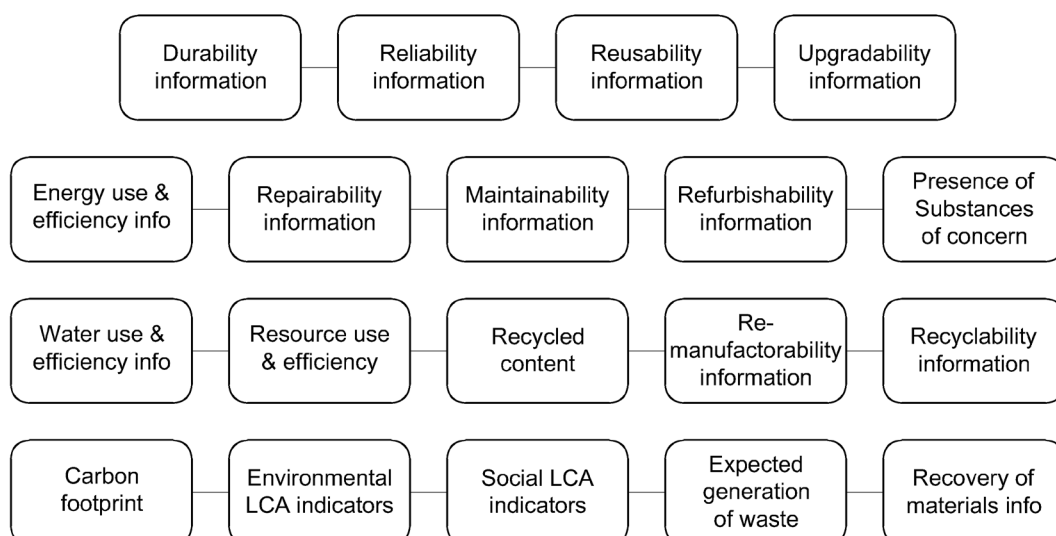 Durability
information
Reliability
information
Reusability
information
Upgradability
information
Energy use &
efficiency info
Repairability
information
Maintainability
information
Refurbishability
information
Presence of
Substances
of concern
Water use &
efficiency info
Resource use
& efficiency
Recycled
content
Re-
manufactorability
information
Recyclability
information
Carbon
footprint
Environmental
LCA indicators
Social LCA
indicators
Expected
generation
of waste
Recovery of
materials info